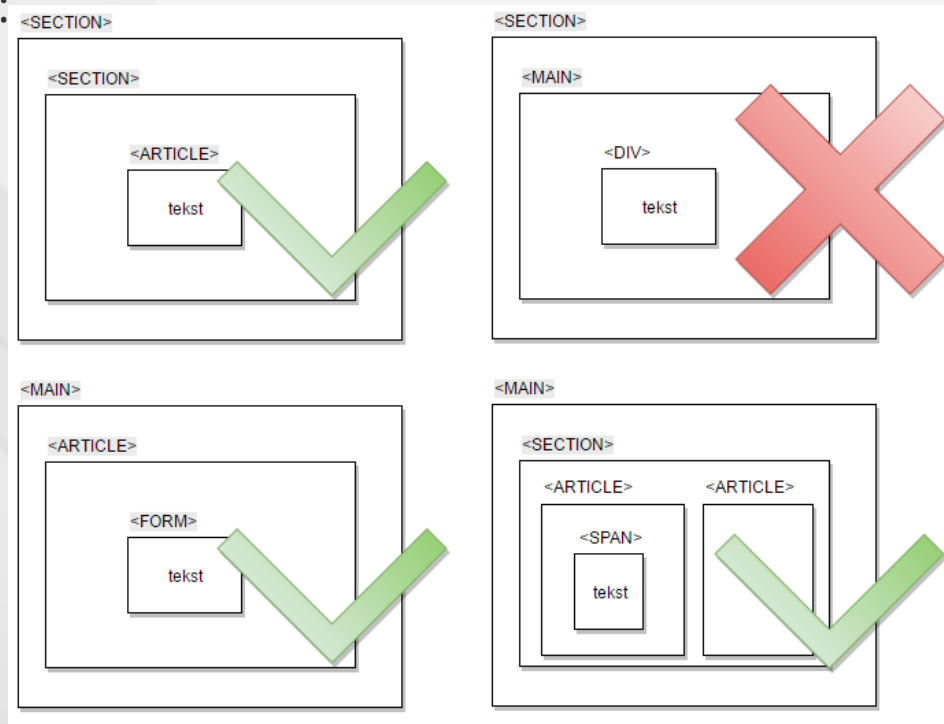 <SECTION>
<SECTION>
<ARTICLE>
tekst
<SECTION>
<MAIN>
<DIV>
tekst
<MAIN>
<ARTICLE>
<FORM>
tekst
<MAIN>
<SECTION>
<ARTICLE> <ARTICLE>
<SPAN>
tekst